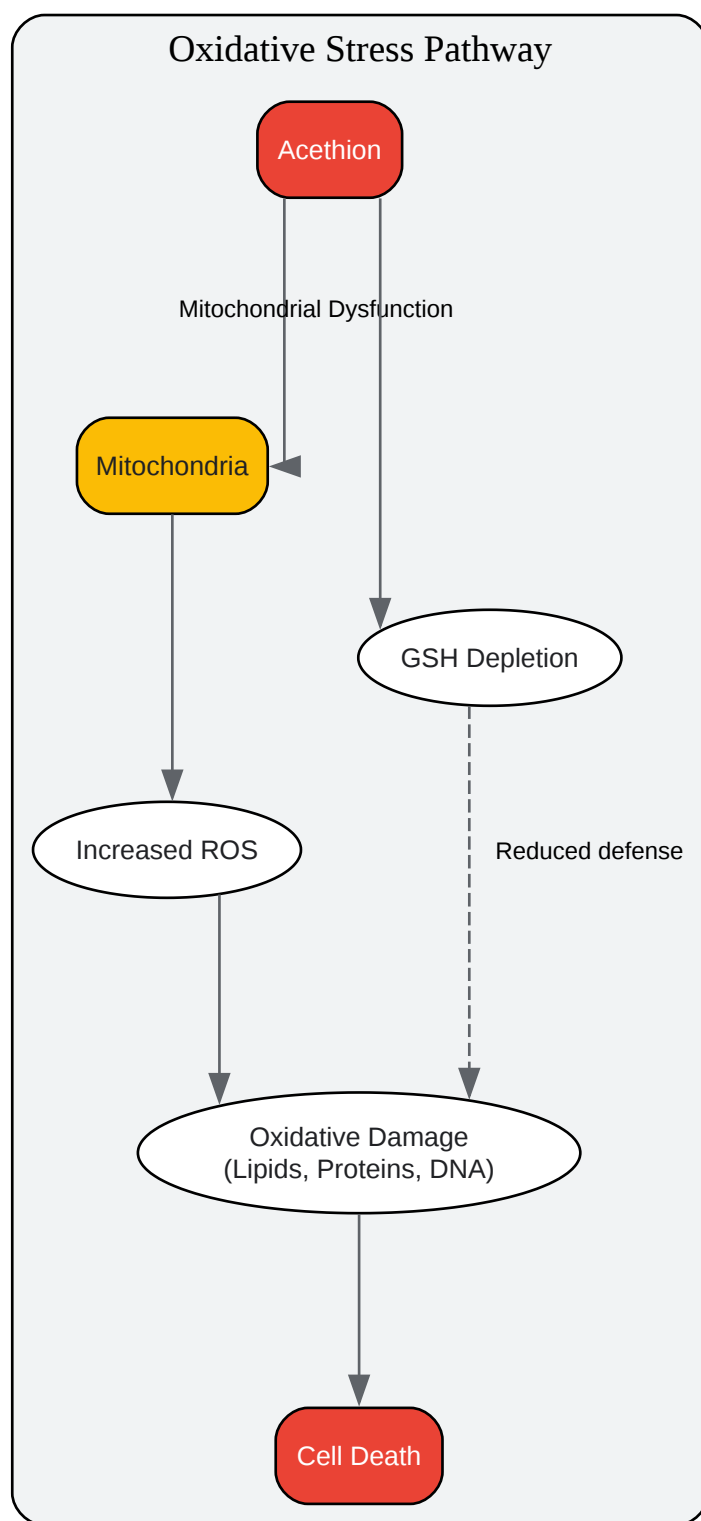 Oxidative Stress Pathway
Acethion
Mitochondrial Dysfunction
Mitochondria
GSH Depletion
Increased ROS
Reduced defense
Oxidative Damage
(Lipids, Proteins, DNA)
Cell Death